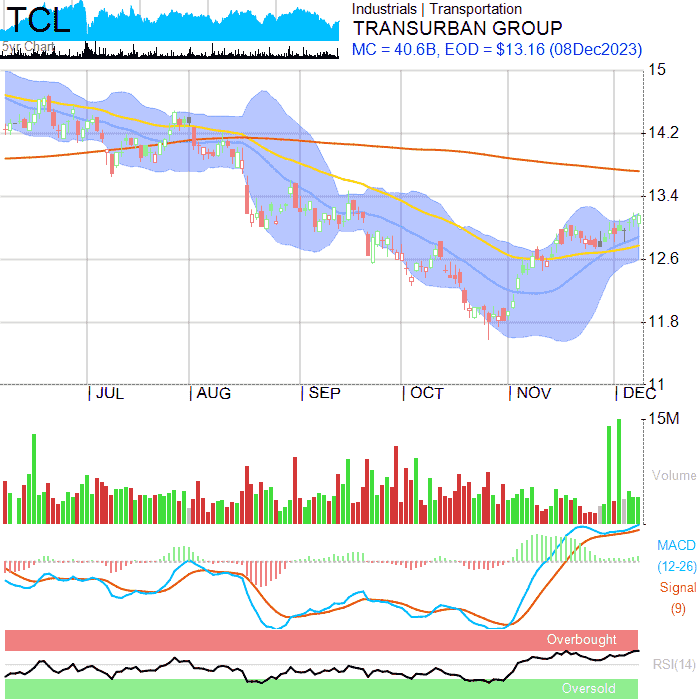 TCL
5yr Chart
Industrials | Transportation
TRANSURBAN GROUP
MC = 40.6B, EOD = $13.16 (08Dec2023)
15
14.2
13.4
12.6
11.8
11
JUL AUG SEP OCT NOV DEC
15M
Volume
MACD
(12-26)
Signal
(9)
Overbought
RSI(14)
Oversold